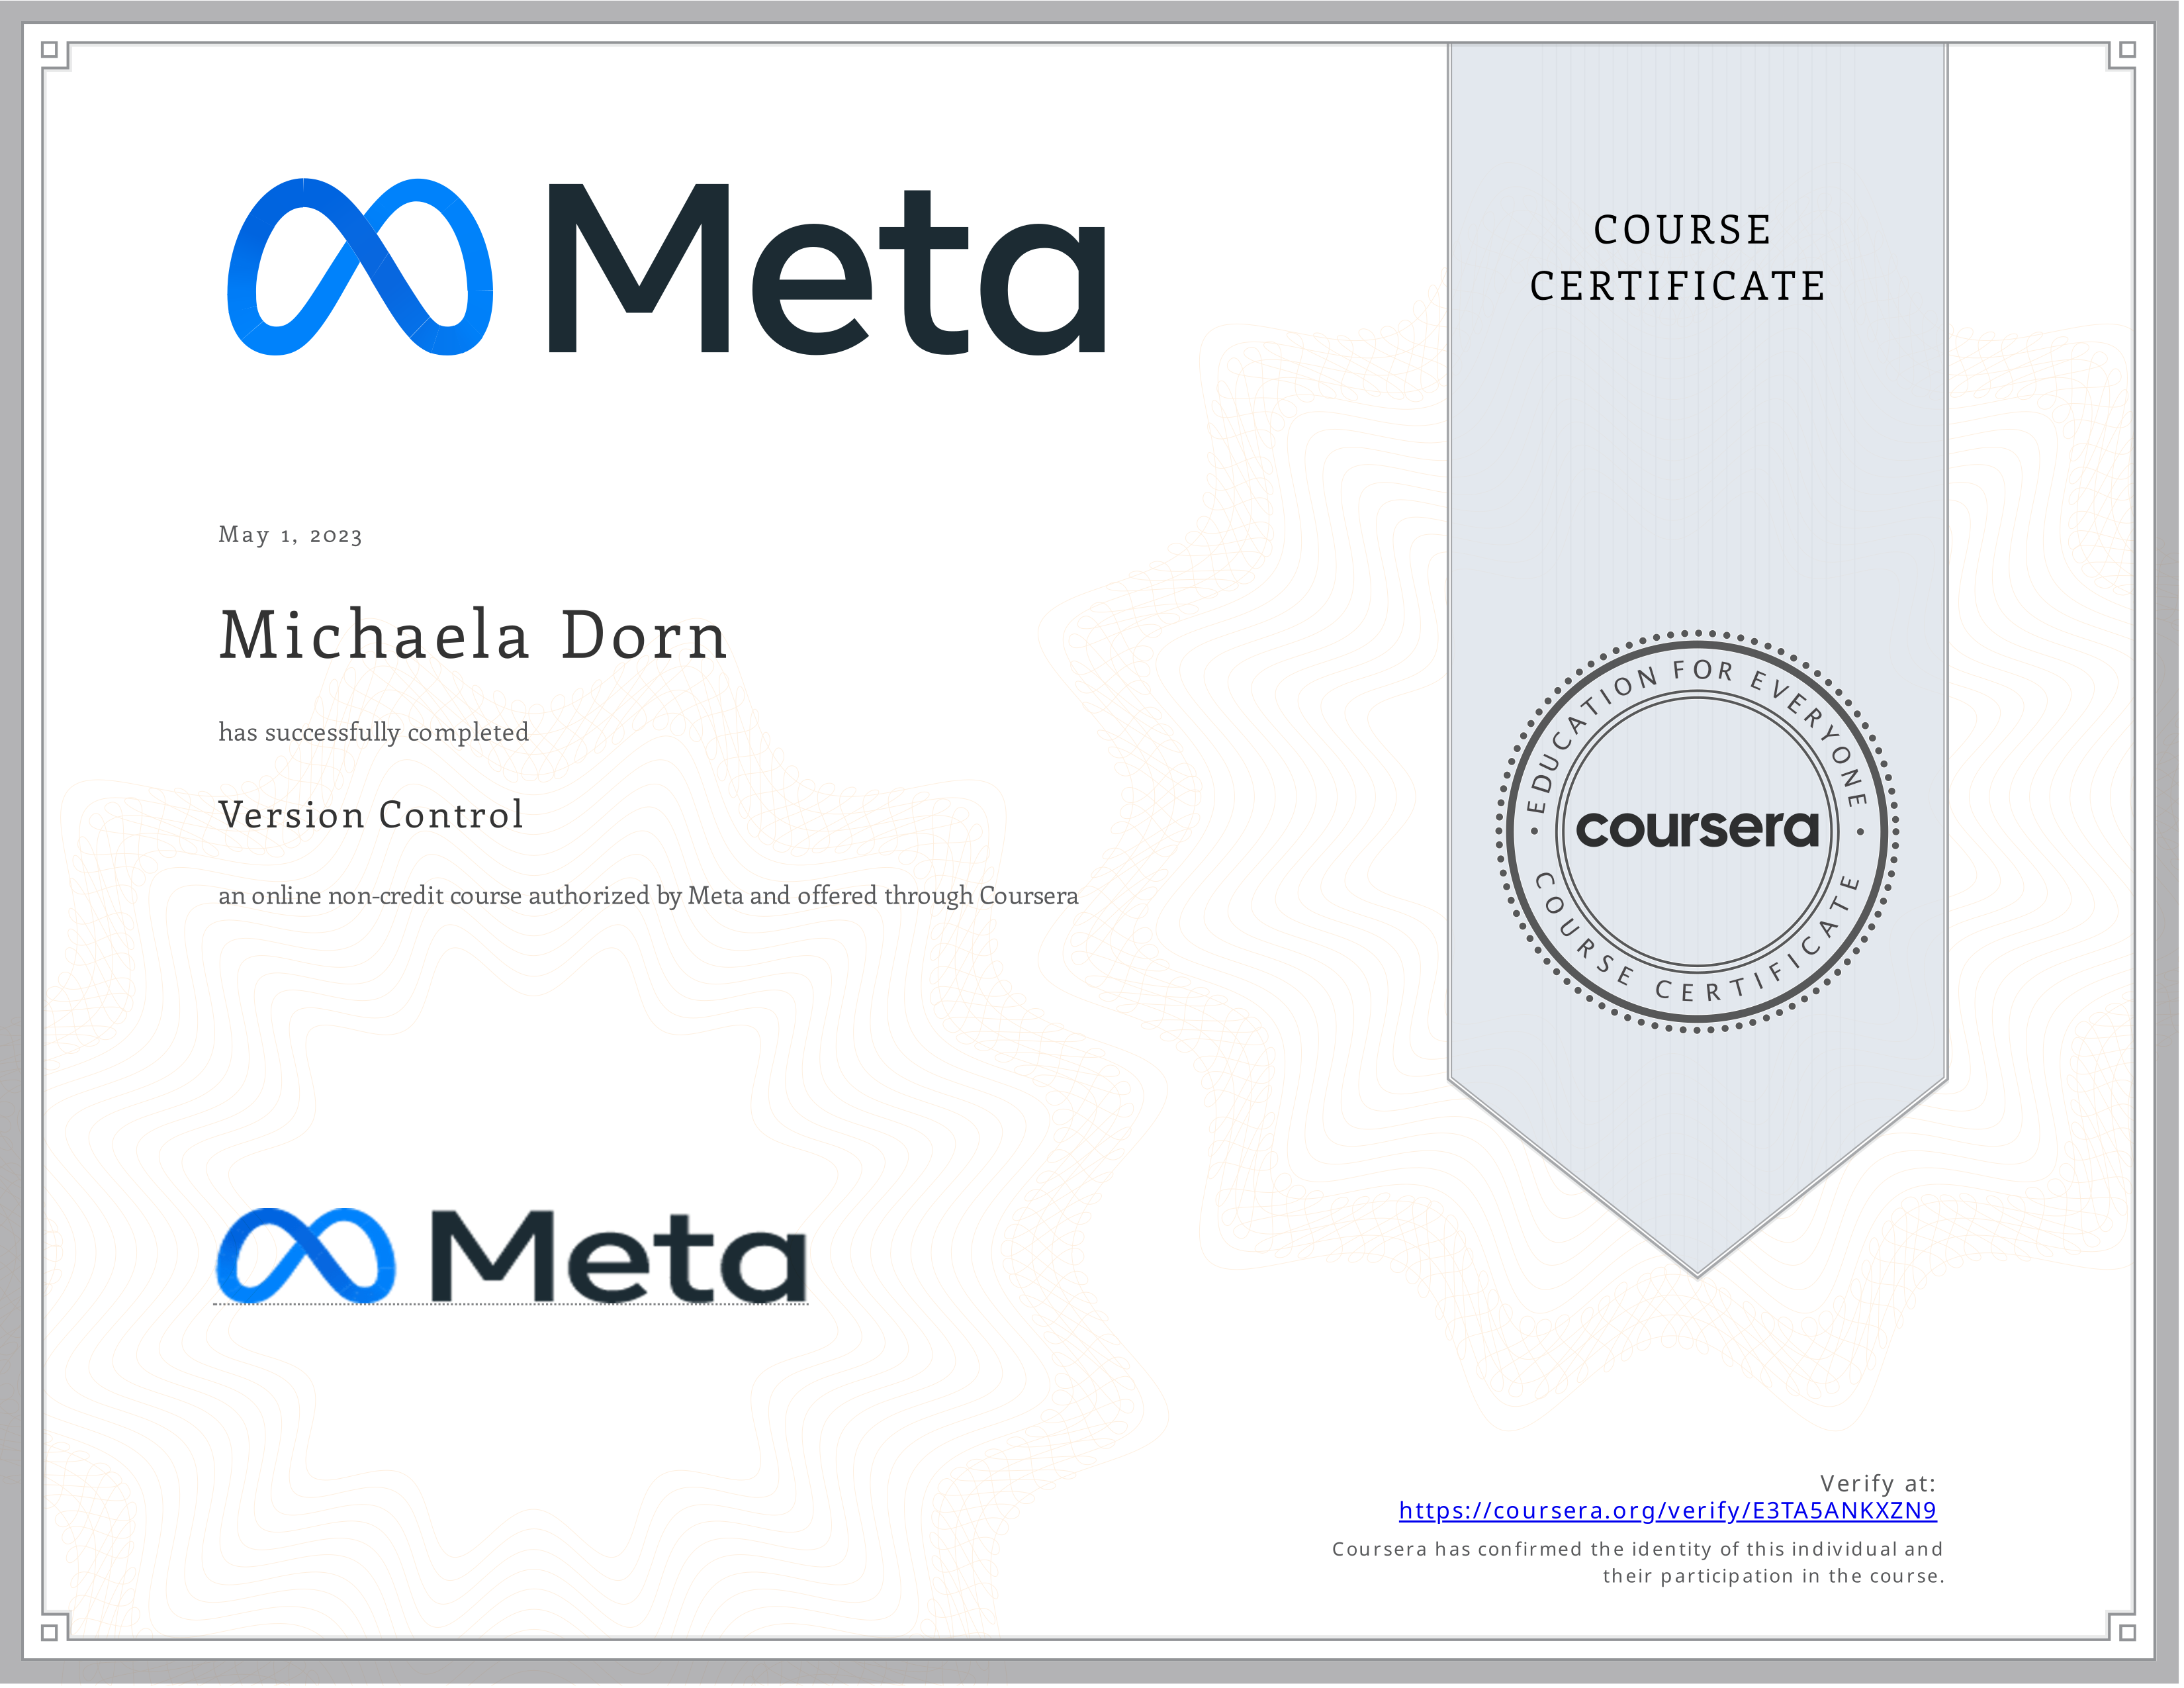 Meta
COURSE
CERTIFICATE
May 1, 2023
Michaela Dorn
has successfully completed
Version Control
an online non-credit course authorized by Meta and offered through Coursera
EDUCATION FOR EVERYONE
coursera
COURSE CERTIFICATE
Meta
Verify at:
https://coursera.org/verify/E3TA5ANKXZN9
Coursera has confirmed the identity of this individual and
their participation in the course.